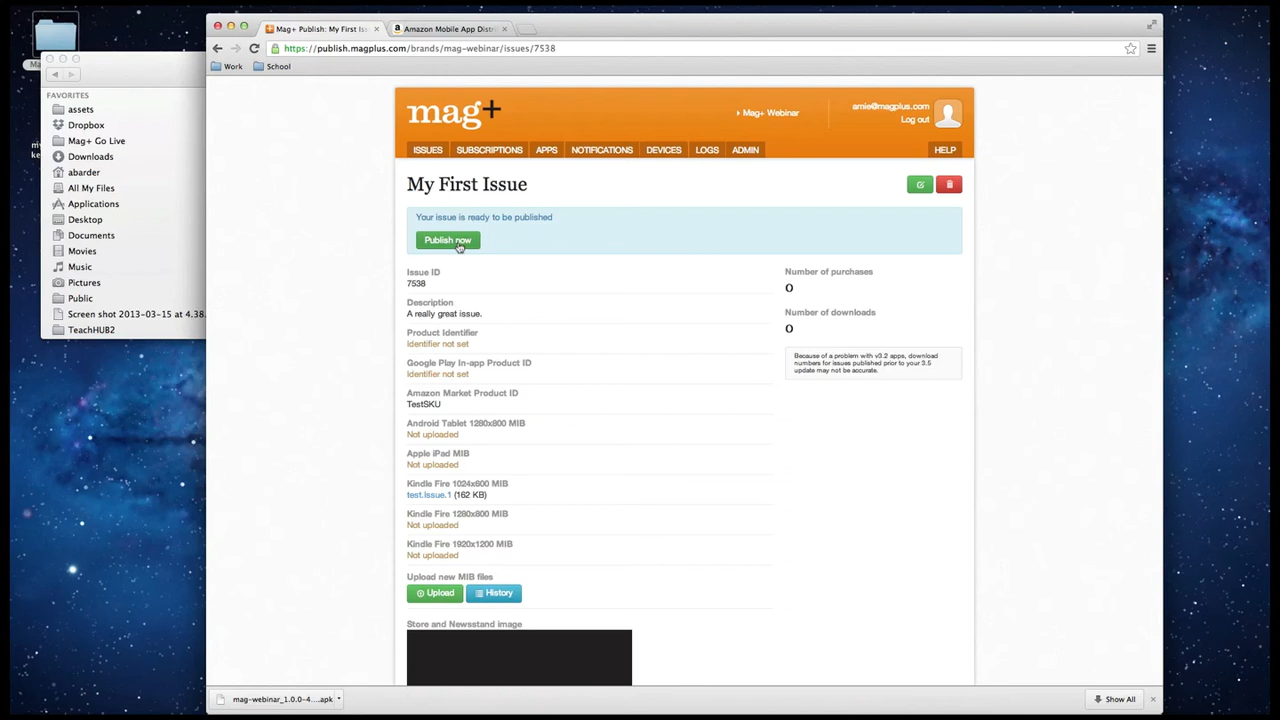 Mag+ Publish: My First Iss
Amazon Mobile App Distri
https://publish.magplus.com/brands/mag-webinar/issues/7538
Work
School
FAVORITES
assets
Dropbox
Mag+ Go Live
Downloads
abarder
All My Files
Applications
Desktop
Documents
Movies
Music
Pictures
Public
Screen shot 2013-03-15 at 4.38.
TeachHUB2
mag+
Mag+ Webinar
amie@magplus.com
Log out
ISSUES
SUBSCRIPTIONS
APPS
NOTIFICATIONS
DEVICES
LOGS
ADMIN
HELP
My First Issue
Your issue is ready to be published
Publish now
Issue ID
7538
Description
A really great issue.
Product Identifier
Identifier not set
Google Play In-app Product ID
Identifier not set
Amazon Market Product ID
TestSKU
Android Tablet 1280x800 MIB
Not uploaded
Apple iPad MIB
Not uploaded
Kindle Fire 1024x600 MIB
test.issue.1 (162 KB)
Kindle Fire 1280x800 MIB
Not uploaded
Kindle Fire 1920x1200 MIB
Not uploaded
Upload new MIB files
Upload
History
Store and Newsstand image
Number of purchases
0
Number of downloads
0
Because of a problem with v3.2 apps, download
numbers for issues published prior to your 3.5
update may not be accurate.
mag-webinar_1.0.0-4....apk
Show All